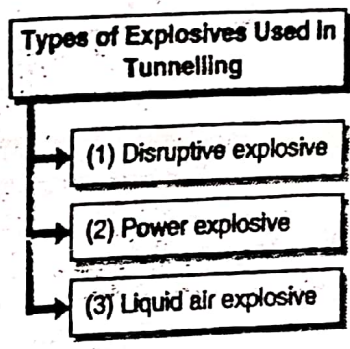 Types of Explosives Used in
Tunnelling
(1) Disruptive explosive
(2) Power explosive
(3) Liquid air explosive